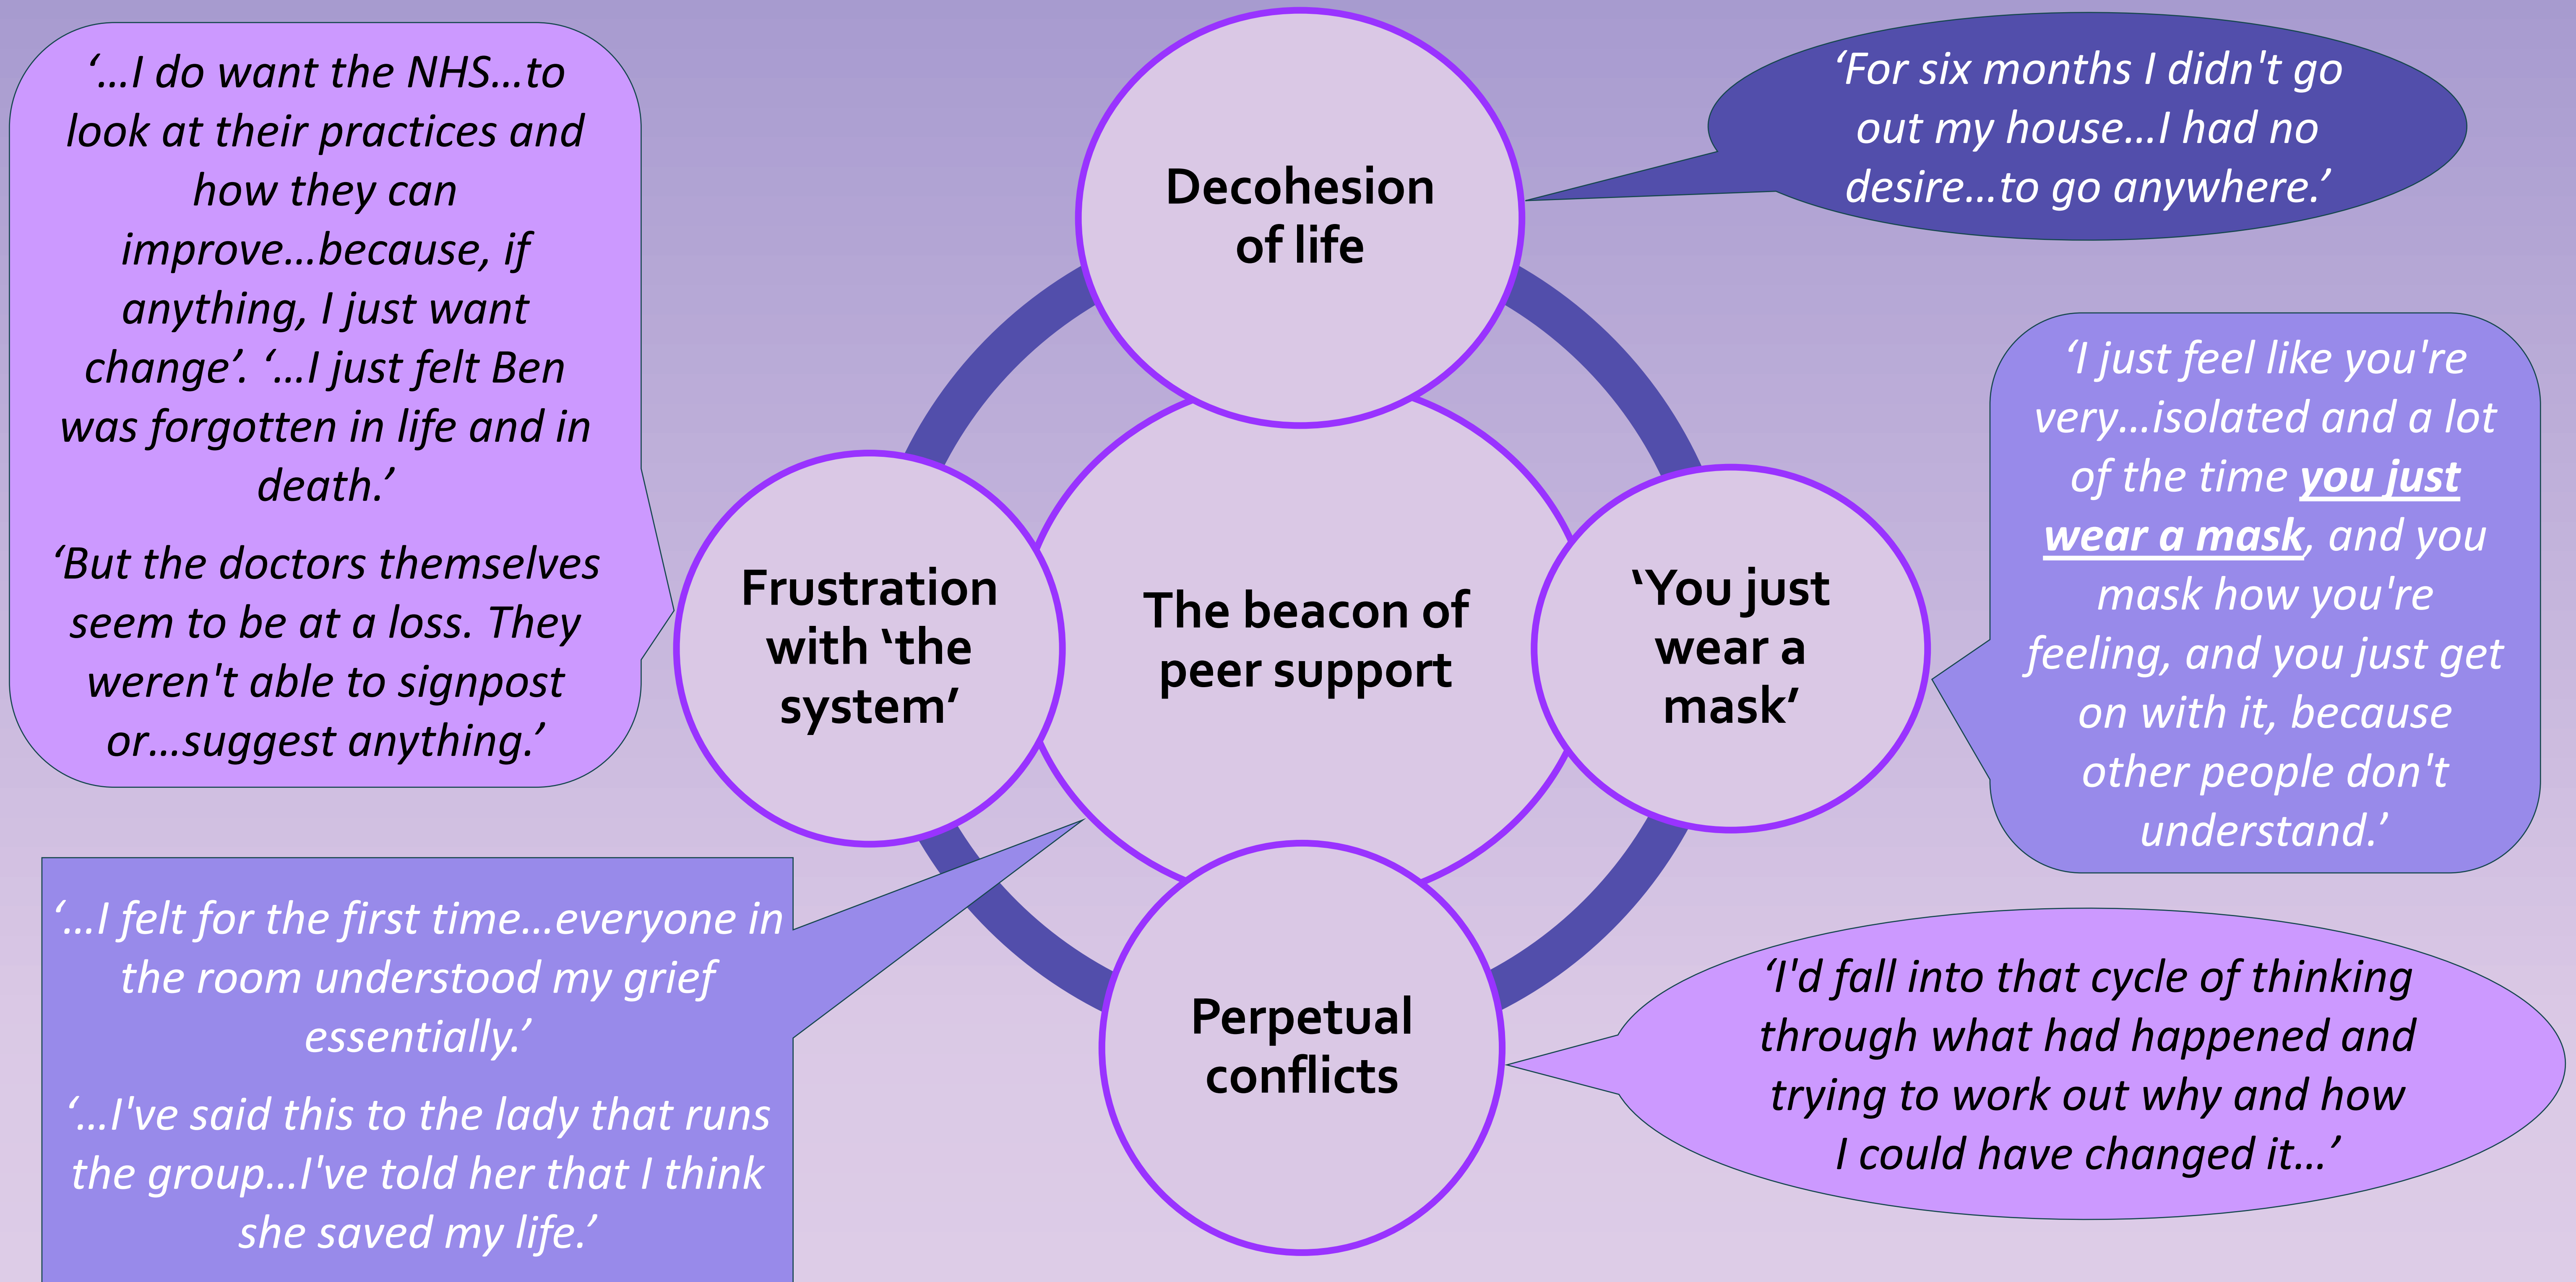 ‘...I do want the NHS...to
look at their practices and
how they can
improve...because, if
anything, I just want
change’. ‘...I just felt Ben
was forgotten in life and in
death.’
‘But the doctors themselves
seem to be at a loss. They
weren't able to signpost
or...suggest anything.’
Decohesion
of life
‘For six months I didn't go
out my house...I had no
desire...to go anywhere.’
Frustration
with ‘the
system’
The beacon of
peer support
‘You just
wear a
mask’
‘I just feel like you're
very...isolated and a lot
of the time you just
wear a mask, and you
mask how you're
feeling, and you just get
on with it, because
other people don't
understand.’
‘...I felt for the first time...everyone in
the room understood my grief
essentially.’
‘...I've said this to the lady that runs
the group...I've told her that I think
she saved my life.’
Perpetual
conflicts
‘I'd fall into that cycle of thinking
through what had happened and
trying to work out why and how
I could have changed it...’